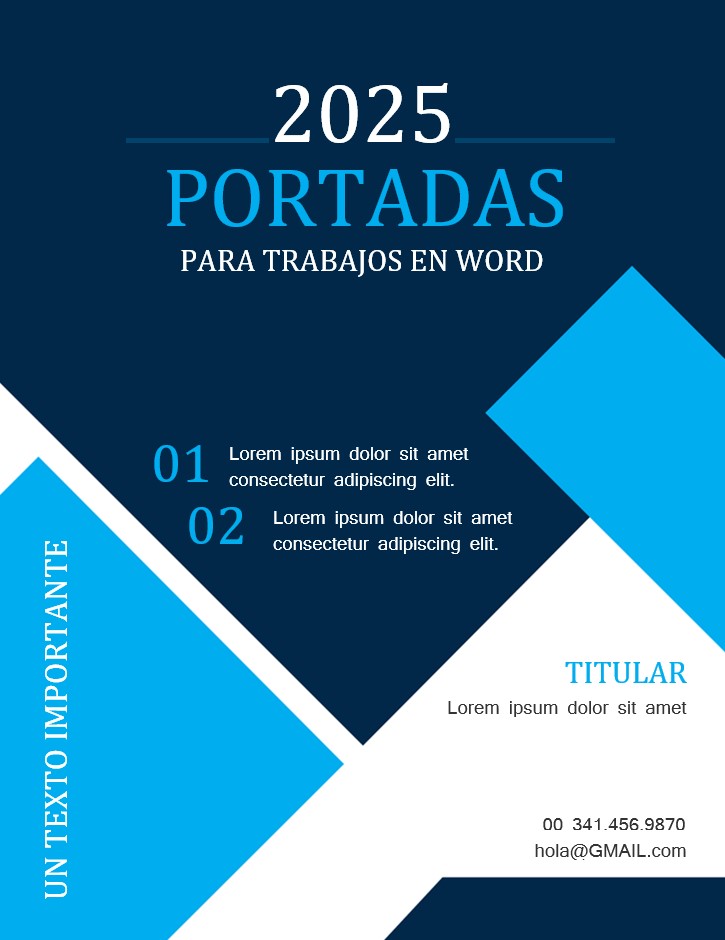 2025
PORTADAS
PARA TRABAJOS EN WORD
01
Lorem ipsum dolor sit amet
consectetur adipiscing elit.
02
Lorem ipsum dolor sit amet
consectetur adipiscing elit.
UN TEXTO IMPORTANTE
TITULAR
Lorem ipsum dolor sit amet
00 341.456.9870
hola@GMAIL.com